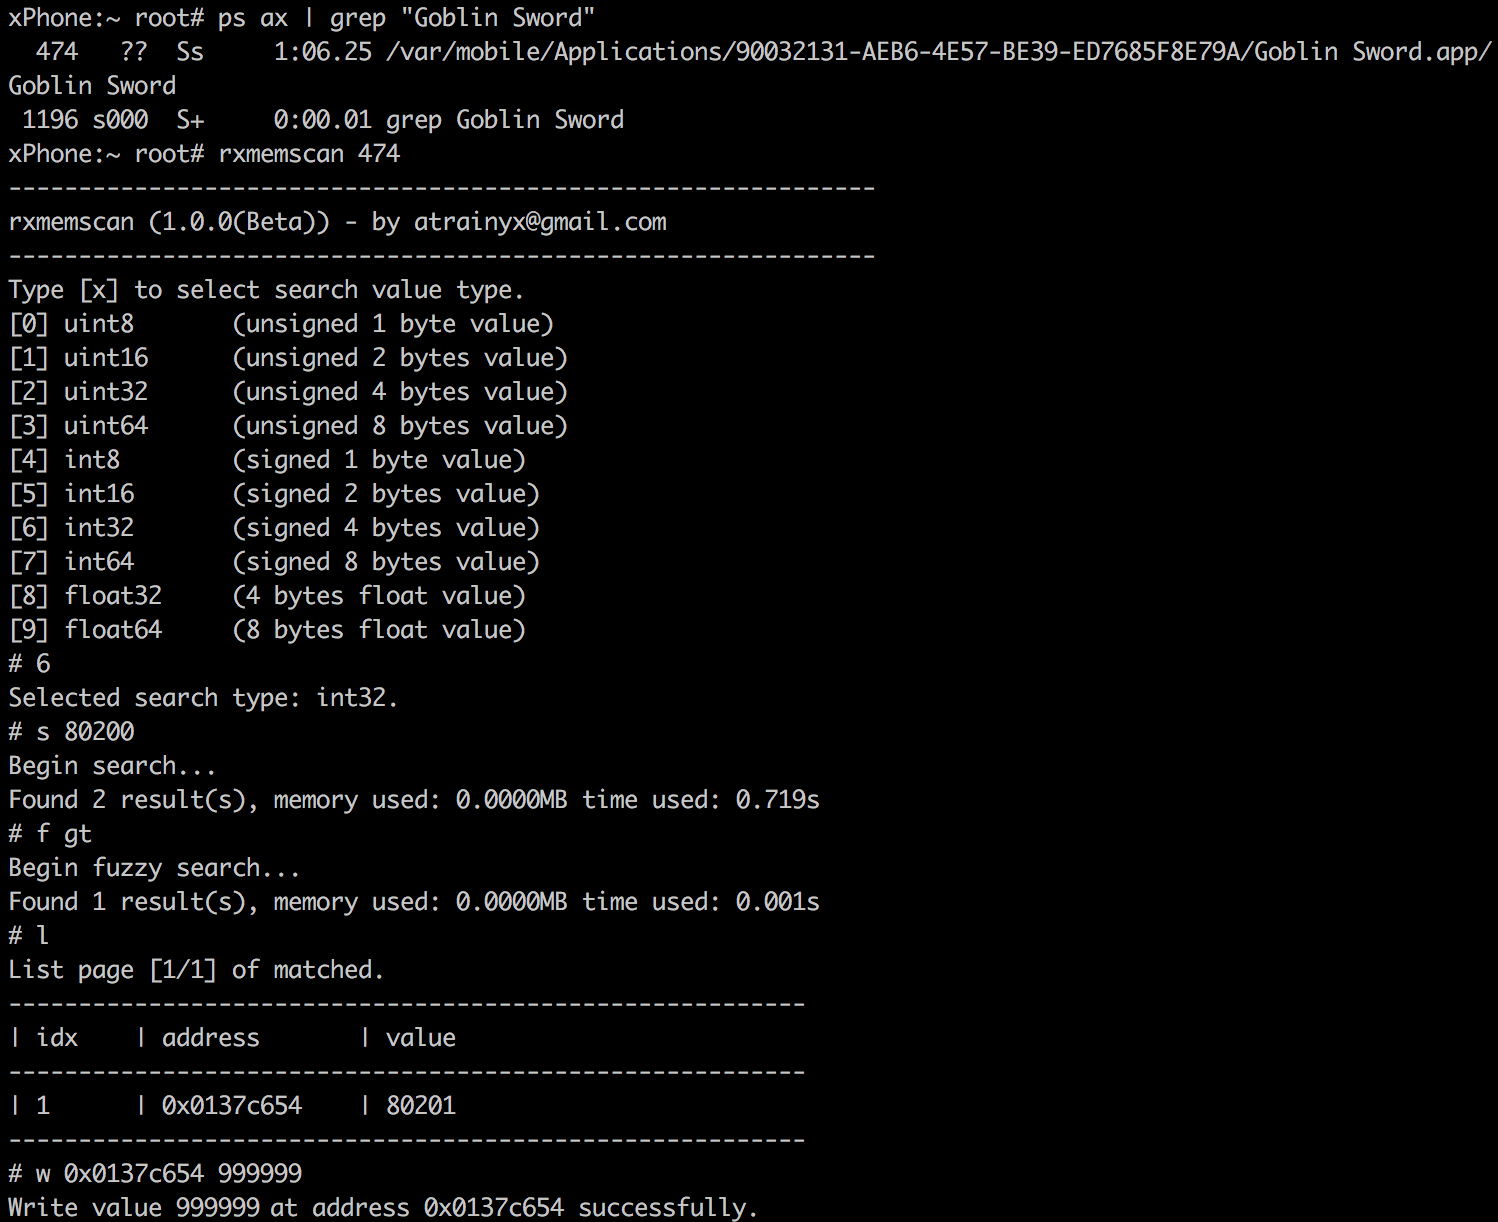 xPhone:~ root# ps ax | grep "Goblin Sword"
  474   ??  Ss     1:06.25 /var/mobile/Applications/90032131-AEB6-4E57-BE39-ED7685F8E79A/Goblin Sword.app/
Goblin Sword
 1196 s000  S+     0:00.01 grep Goblin Sword
xPhone:~ root# rxmemscan 474
--------------------------------------------------------------
rxmemscan (1.0.0(Beta)) - by atrainyx@gmail.com
--------------------------------------------------------------
Type [x] to select search value type.
[0] uint8       (unsigned 1 byte value)
[1] uint16      (unsigned 2 bytes value)
[2] uint32      (unsigned 4 bytes value)
[3] uint64      (unsigned 8 bytes value)
[4] int8        (signed 1 byte value)
[5] int16       (signed 2 bytes value)
[6] int32       (signed 4 bytes value)
[7] int64       (signed 8 bytes value)
[8] float32     (4 bytes float value)
[9] float64     (8 bytes float value)
# 6
Selected search type: int32.
# s 80200
Begin search...
Found 2 result(s), memory used: 0.0000MB time used: 0.719s
# f gt
Begin fuzzy search...
Found 1 result(s), memory used: 0.0000MB time used: 0.001s
# l
List page [1/1] of matched.
---------------------------------------------------------
| idx    | address       | value
---------------------------------------------------------
| 1      | 0x0137c654    | 80201
---------------------------------------------------------
# w 0x0137c654 999999
Write value 999999 at address 0x0137c654 successfully.